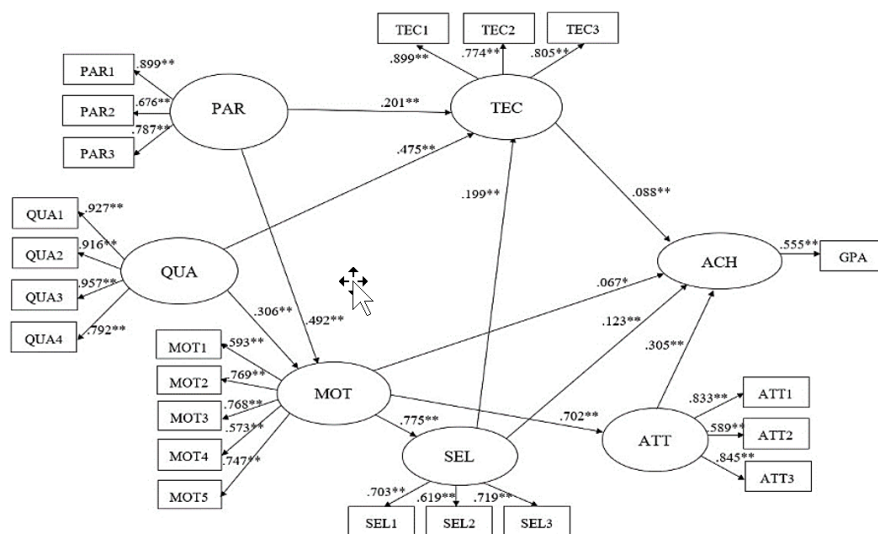 TEC1
TEC2
TEC3
.899**
.774**
.805**
PAR1
.899**
PAR2
.676**
PAR3
.787**
PAR
.201**
TEC
.475**
.199**
.088**
QUA1
.927**
QUA2
.916**
QUA3
.957**
QUA4
.792**
QUA
ACH
.555**
GPA
.306**
.492**
.067*
.123**
.305**
MOT1
.593**
MOT2
.769**
MOT3
.768**
MOT4
.573**
MOT5
.747**
MOT
.775**
.702**
SEL
ATT
.833**
ATT1
.589**
ATT2
.845**
ATT3
.703**
.619**
.719**
SEL1
SEL2
SEL3